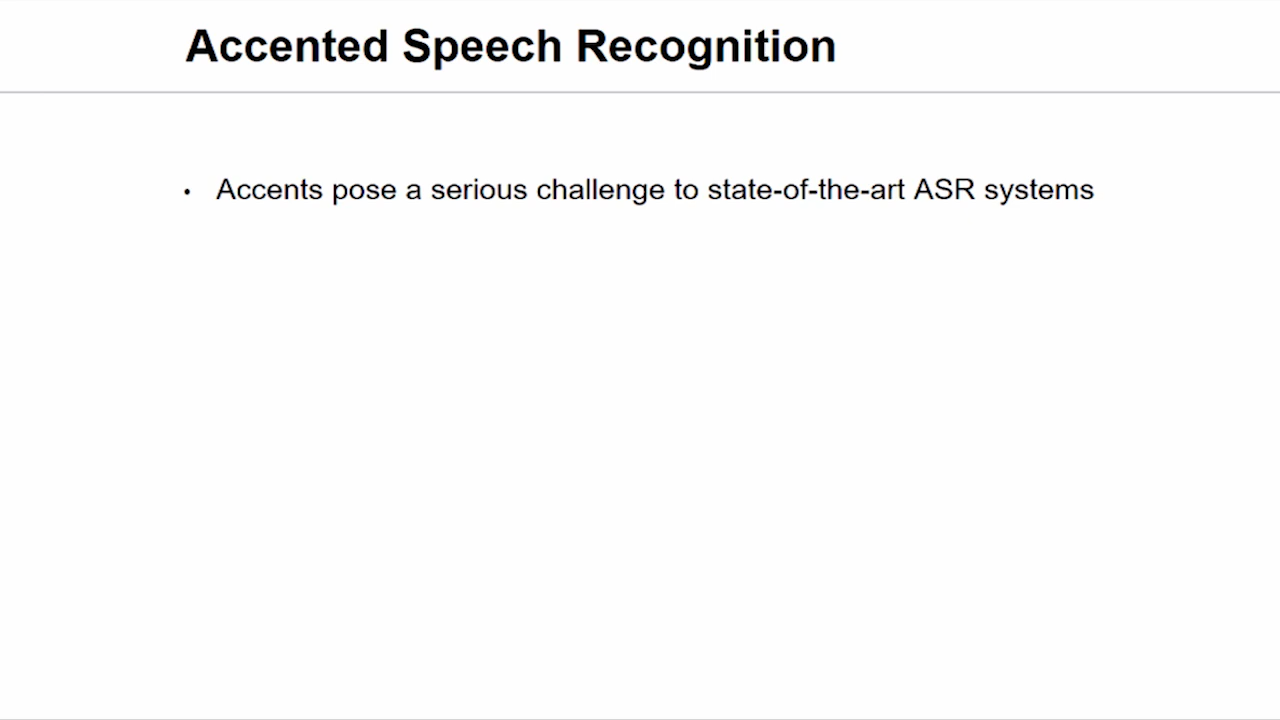 Accented Speech Recognition
• Accents pose a serious challenge to state-of-the-art ASR systems